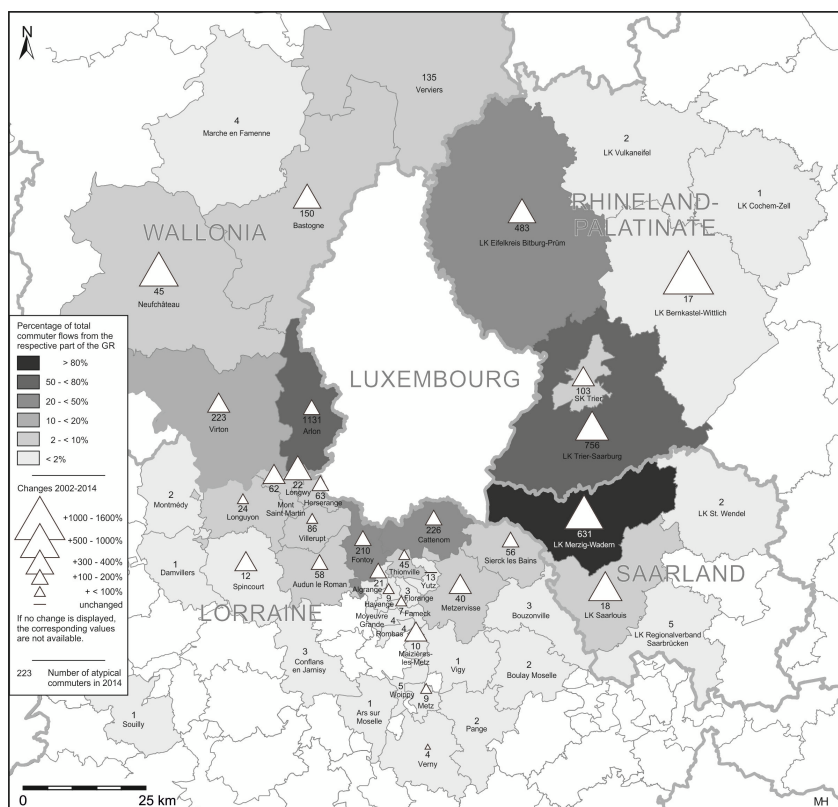 N
135
Verviers
4
Marche en Famenne
2
LK Vulkaneifel
1
LK Cochem-Zell
RHINELAND-
PALATINATE
150
Bastogne
483
LK Eifelkreis Bitburg-Prüm
WALLONIA
45
Neufchâteau
17
LK Bernkastel-Wittlich
Percentage of total
commuter flows from the
respective part of the GR
> 80%
50 - < 80%
20 - < 50%
10 - < 20%
2 - < 10%
< 2%
Changes 2002-2014
+1000 - 1600%
+500 - 1000%
+300 - 400%
+100 - 200%
+ < 100%
unchanged
If no change is displayed,
the corresponding values
are not available.
223 Number of atypical
commuters in 2014
LUXEMBOURG
103
SK Trier
223
Virton
1131
Arlon
756
LK Trier-Saarburg
62
Mont
Saint-Martin
22
Longwy
63
Herserange
2
Montmédy
24
Longuyon
86
Villerupt
226
Cattenom
631
LK Merzig-Wadern
2
LK St. Wendel
210
Fontoy
45
Thionville
56
Sierck les Bains
1
Damvillers
12
Spincourt
58
Audun le Roman
21
Algrange
13
Yutz
40
Metzervisse
SAARLAND
18
LK Saarlouis
9
Hayange
3
Florange
7
Fameck
LORRAINE
Moyeuvre
Grande
4
Rombas
4
3
Bouzonville
5
LK Regionalverband
Saarbrücken
10
Maizières-
les-Metz
3
Conflans
en Jarnisy
1
Vigy
2
Boulay Moselle
1
Souilly
1
Ars sur
Moselle
5
Woippy
9
Metz
2
Pange
4
Verny
0 25 km
MH